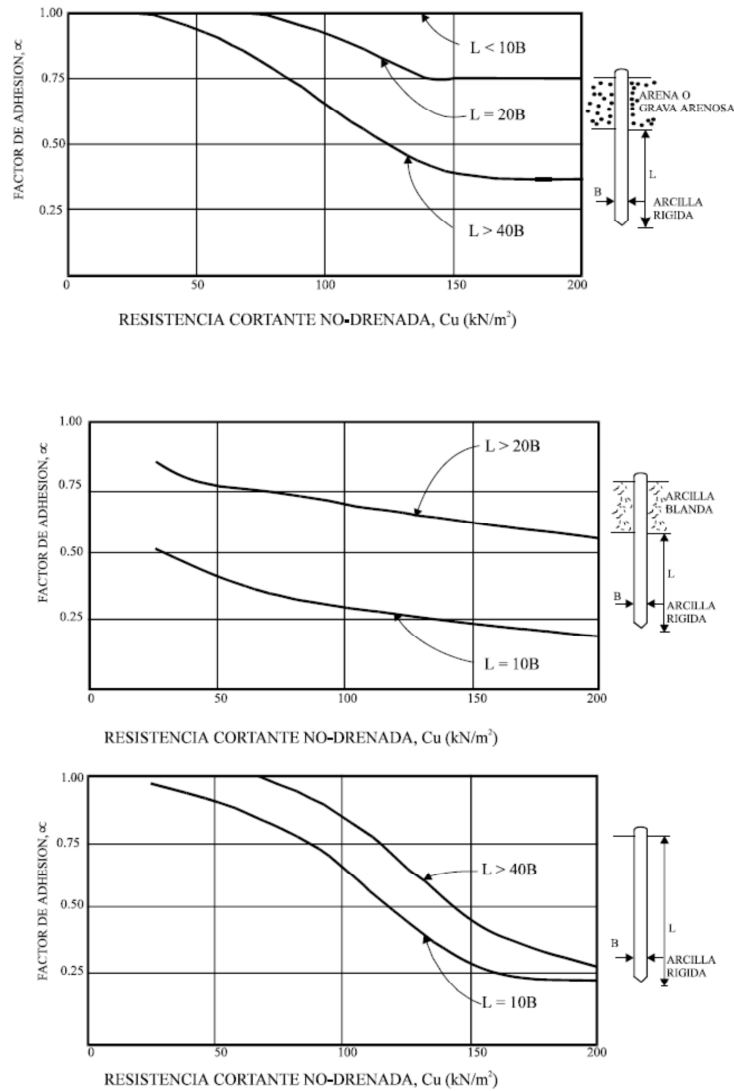 FACTOR DE ADHESION, ∝
1.00
0.75
0.50
0.25
0
50
100
150
200
L < 10B
L = 20B
L > 40B
RESISTENCIA CORTANTE NO-DRENADA, Cu (kN/m²)
ARENA O
GRAVA ARENOSA
L
B
ARCILLA
RIGIDA
FACTOR DE ADHESION, ∝
1.00
0.75
0.50
0.25
0
50
100
150
200
L > 20B
L = 10B
RESISTENCIA CORTANTE NO-DRENADA, Cu (kN/m²)
ARCILLA
BLANDA
L
B
ARCILLA
RIGIDA
FACTOR DE ADHESION, ∝
1.00
0.75
0.50
0.25
0
50
100
150
200
L > 40B
L = 10B
RESISTENCIA CORTANTE NO-DRENADA, Cu (kN/m²)
L
B
ARCILLA
RIGIDA